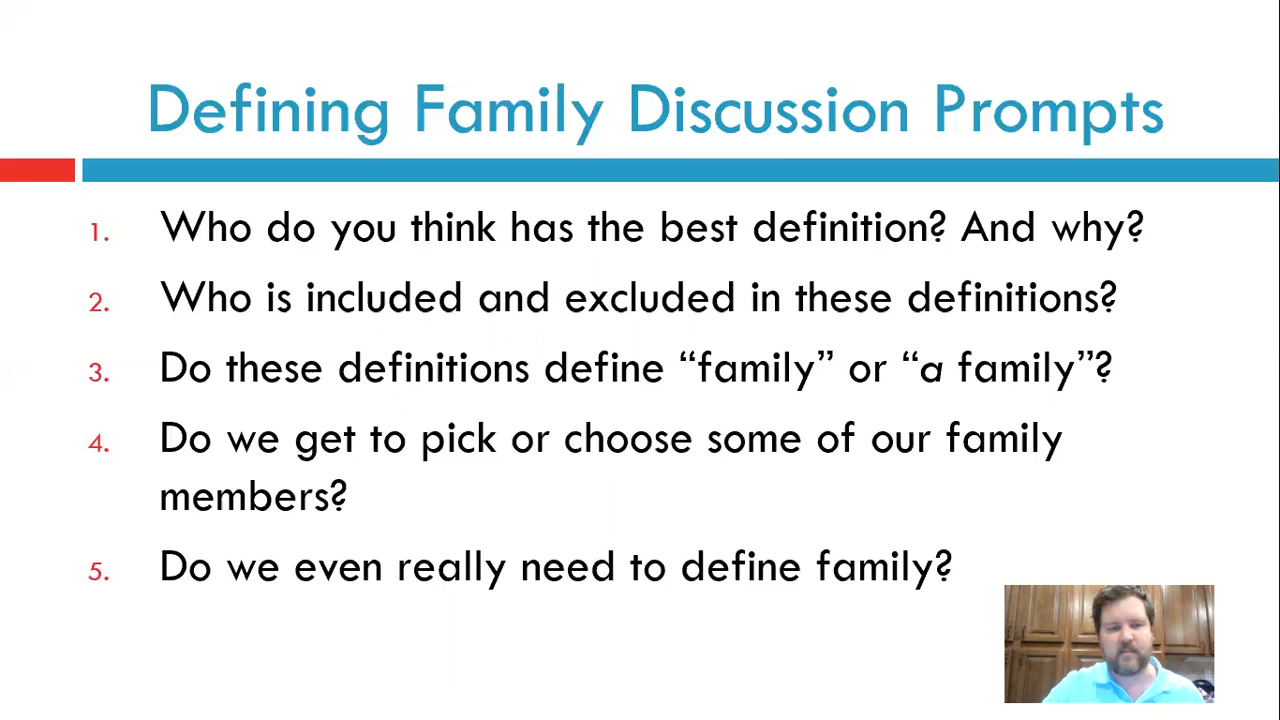 Defining Family Discussion Prompts
1. Who do you think has the best definition? And why?
2. Who is included and excluded in these definitions?
3. Do these definitions define “family” or “a family”?
4. Do we get to pick or choose some of our family
members?
5. Do we even really need to define family?